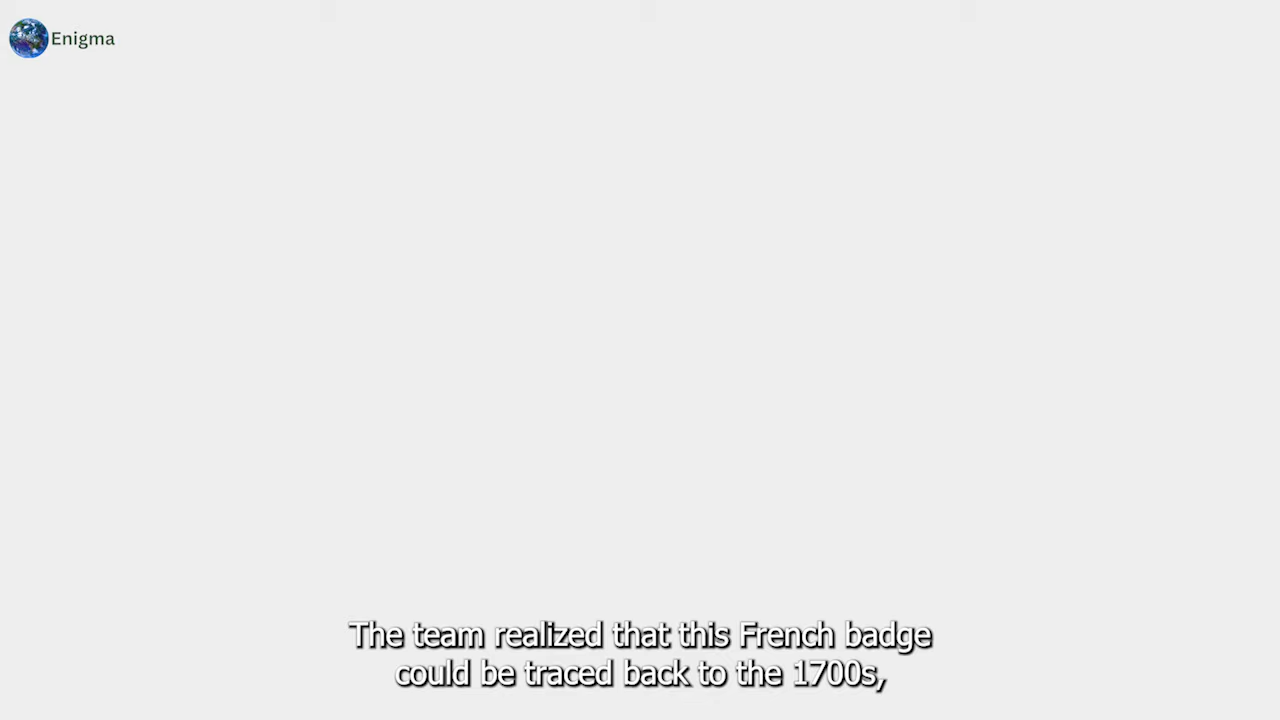 Enigma
The team realized that this French badge
could be traced back to the 1700s,